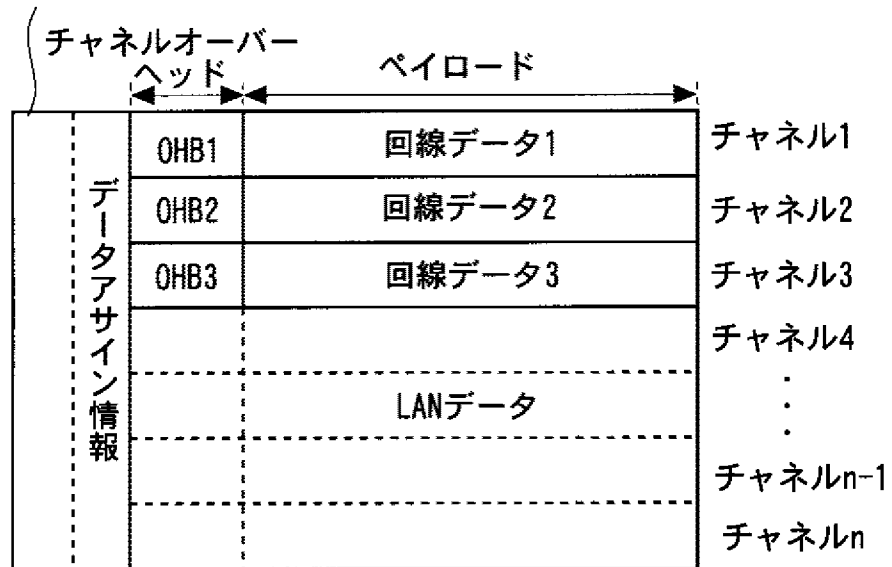 チャネルオーバー
ヘッド
ペイロード
データアサイン情報
OHB1
回線データ1
チャネル1
OHB2
回線データ2
チャネル2
OHB3
回線データ3
チャネル3
チャネル4
LANデータ
・
・
・
チャネルn-1
チャネルn